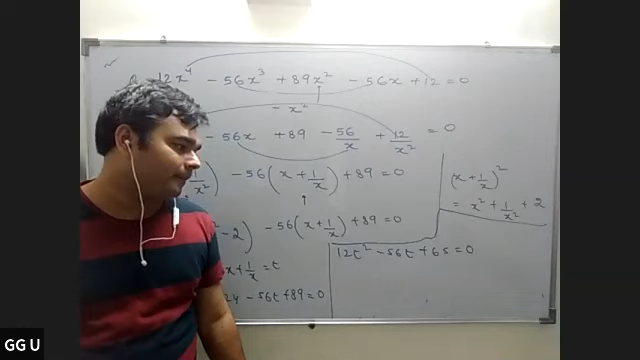 12x⁴ - 56x³ + 89x² - 56x + 12 = 0
÷ x²
- 56x + 89 - 56/x + 12/x² = 0
x²) - 56(x + 1/x) + 89 = 0
- 2) - 56(x + 1/x) + 89 = 0
x + 1/x = t
24 - 56t + 89 = 0
(x + 1/x)²
= x² + 1/x² + 2
12t² - 56t + 65 = 0
GG U